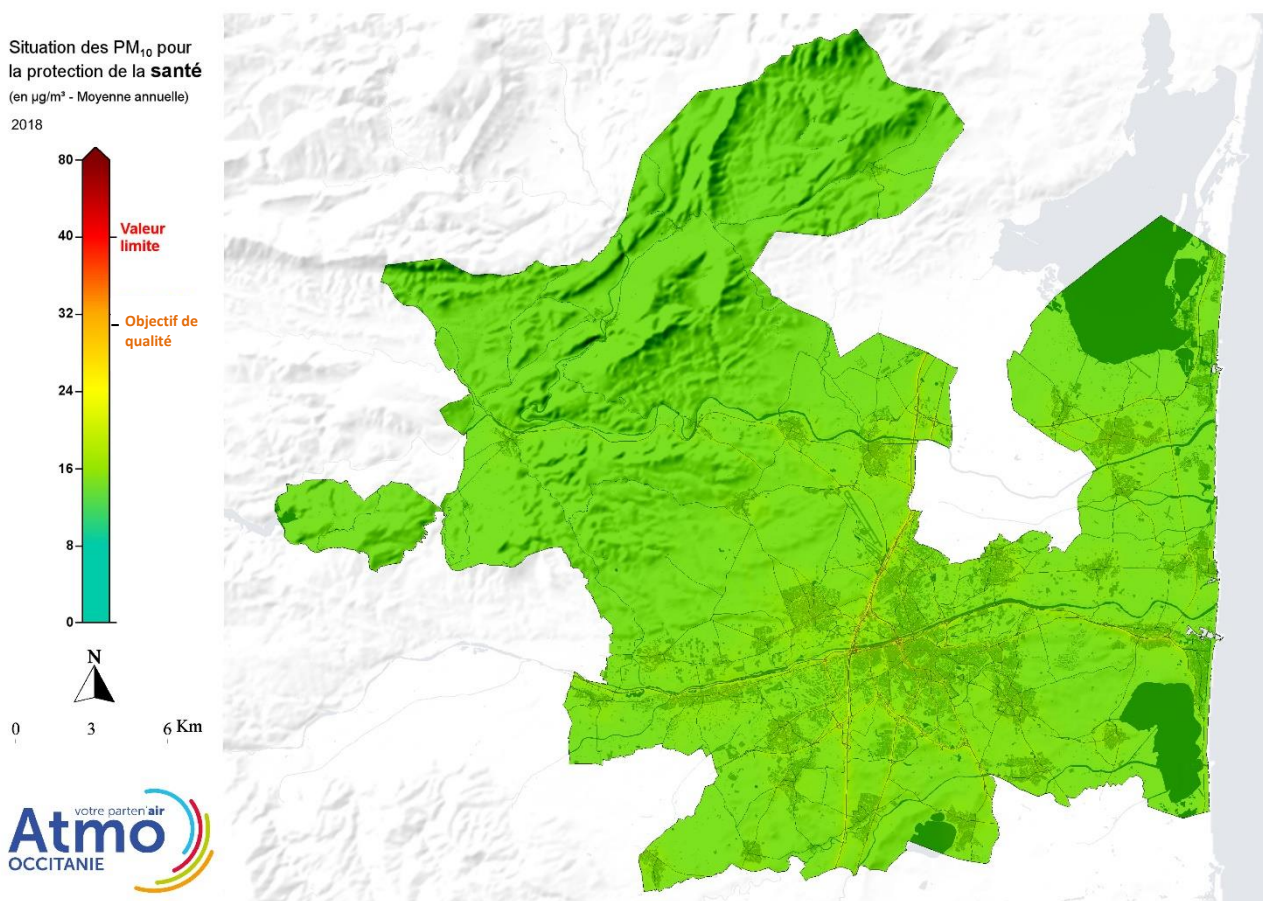 Situation des PM₁₀ pour
la protection de la santé
(en µg/m³ - Moyenne annuelle)
2018
80
40
Valeur
limite
32
Objectif de
qualité
24
16
8
0
N
0 3 6 Km
votre parten'air
Atmo
OCCITANIE